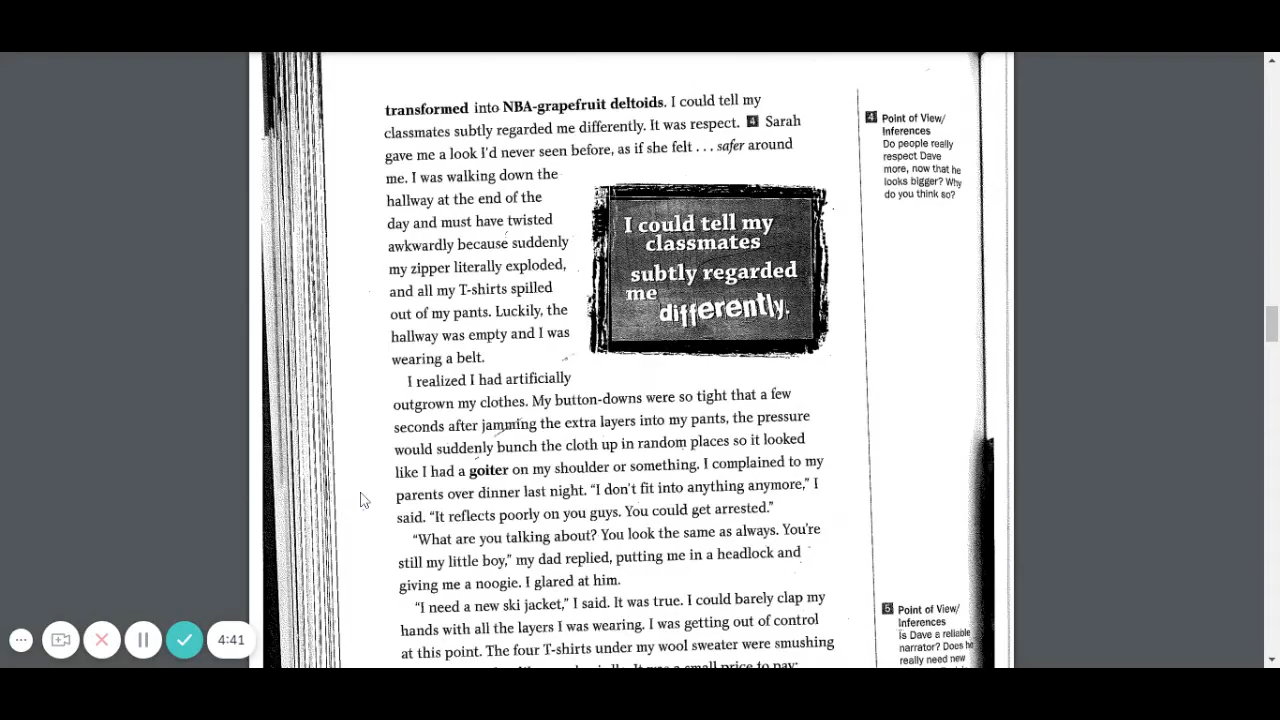 transformed into NBA-grapefruit deltoids. I could tell my
classmates subtly regarded me differently. It was respect. 4 Sarah
gave me a look I'd never seen before, as if she felt . . . safer around
me. I was walking down the
hallway at the end of the
day and must have twisted
awkwardly because suddenly
my zipper literally exploded,
and all my T-shirts spilled
out of my pants. Luckily, the
hallway was empty and I was
wearing a belt.
I could tell my
classmates
subtly regarded
me
differently.
I realized I had artificially
outgrown my clothes. My button-downs were so tight that a few
seconds after jamming the extra layers into my pants, the pressure
would suddenly bunch the cloth up in random places so it looked
like I had a goiter on my shoulder or something. I complained to my
parents over dinner last night. “I don't fit into anything anymore,” I
said. “It reflects poorly on you guys. You could get arrested.”
“What are you talking about? You look the same as always. You're
still my little boy,” my dad replied, putting me in a headlock and
giving me a noogie. I glared at him.
“I need a new ski jacket,” I said. It was true. I could barely clap my
hands with all the layers I was wearing. I was getting out of control
at this point. The four T-shirts under my wool sweater were smushing
small price to pay:
4 Point of View/
Inferences
Do people really
respect Dave
more, now that he
looks bigger? Why
do you think so?
5 Point of View/
Inferences
Is Dave a reliable
narrator? Does he
really need new
4:41